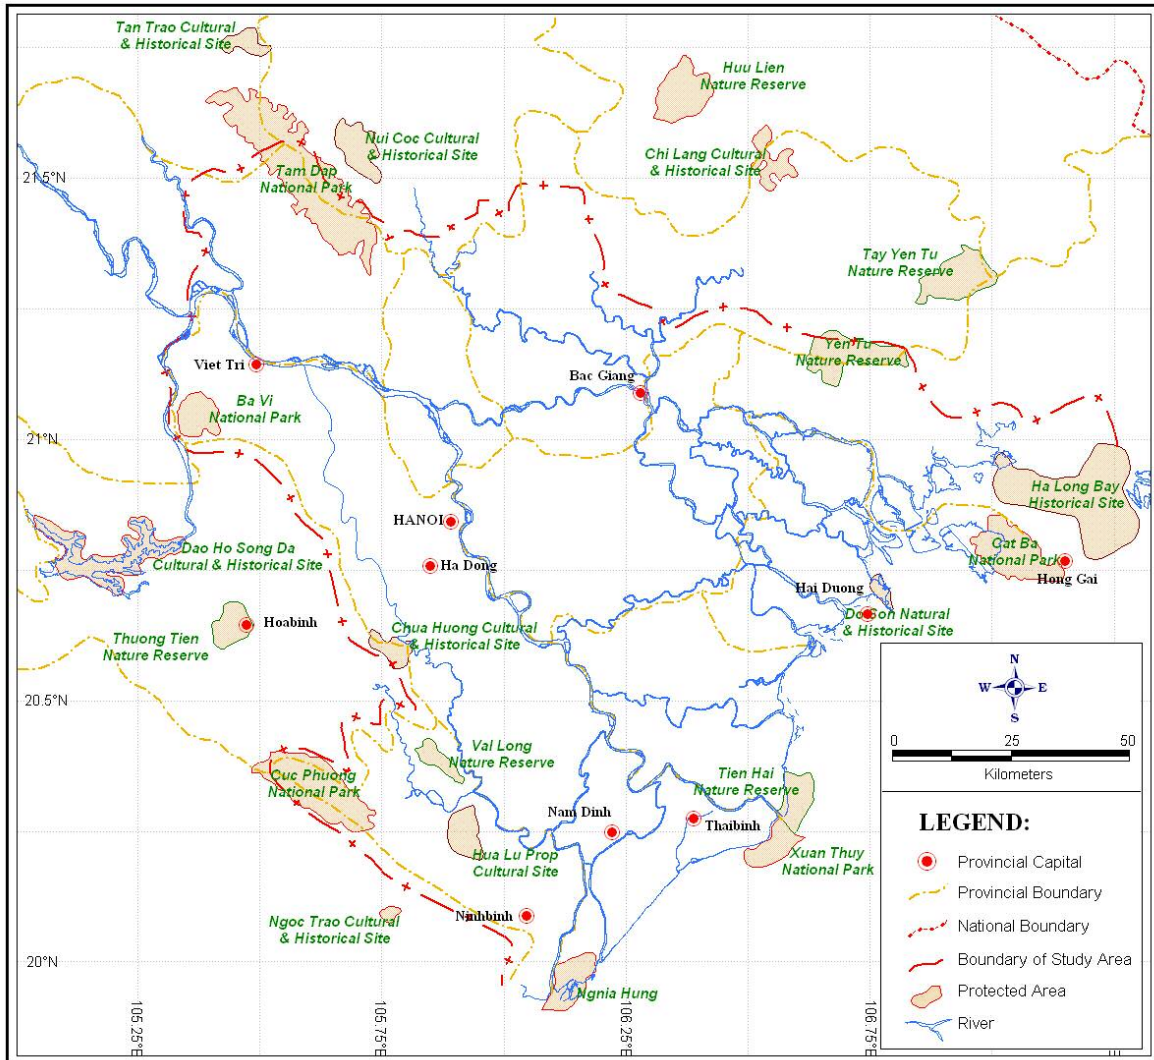 Tan Trao Cultural
& Historical Site
Huu Lien
Nature Reserve
Nui Coc Cultural
& Historical Site
Chi Lang Cultural
& Historical Site
21.5°N
Tam Dap
National Park
Tay Yen Tu
Nature Reserve
Yen Tu
Nature Reserve
Viet Tri
Bac Giang
Ba Vi
National Park
21°N
Ha Long Bay
Historical Site
HANOI
Cat Ba
National Park
Dao Ho Song Da
Cultural & Historical Site
Ha Dong
Hong Gai
Hai Duong
Do Son Natural
& Historical Site
Hoabinh
Thuong Tien
Nature Reserve
Chua Huong Cultural
& Historical Site
N
W
E
S
20.5°N
0
25
50
Kilometers
Val Long
Nature Reserve
Cuc Phuong
National Park
Tien Hai
Nature Reserve
Nam Dinh
Thaibinh
Hua Lu Prop
Cultural Site
Xuan Thuy
National Park
Ninhbinh
Ngoc Trao Cultural
& Historical Site
20°N
Ngnia Hung
LEGEND:
Provincial Capital
Provincial Boundary
National Boundary
Boundary of Study Area
Protected Area
River
105.25°E
105.75°E
106.25°E
106.75°E